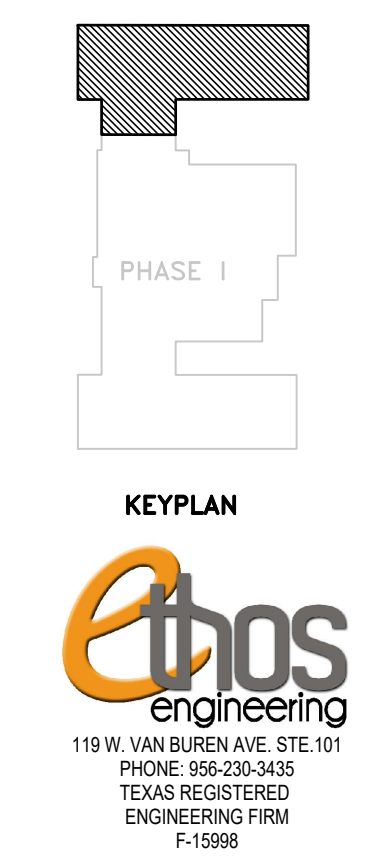 PHASE I
KEYPLAN
ethos
engineering
119 W. VAN BUREN AVE. STE.101
PHONE: 956-230-3435
TEXAS REGISTERED
ENGINEERING FIRM
F-15998